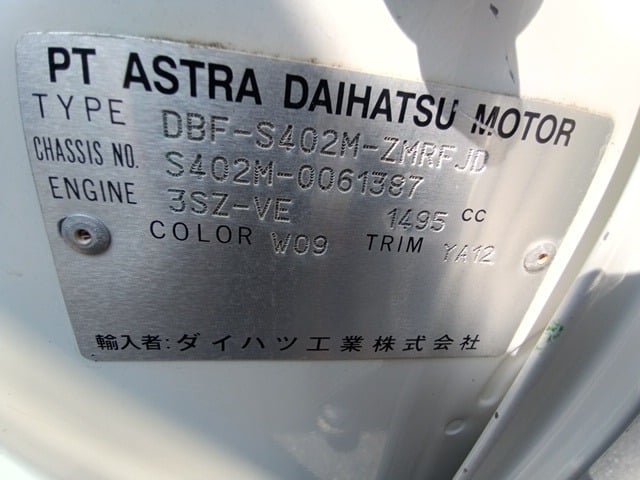 PT ASTRA DAIHATSU MOTOR
TYPE DBF-S402M-ZMRFJD
CHASSIS NO. S402M-0061387
ENGINE 3SZ-VE 1495 CC
COLOR W09 TRIM YA12
輸入者:ダイハツ工業株式会社